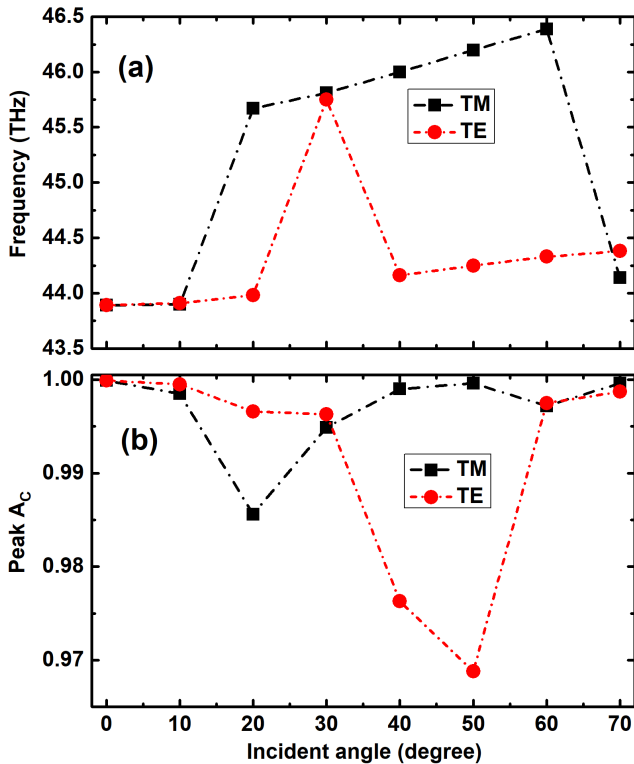 46.5
(a)
46.0
TM
TE
45.5
45.0
44.5
44.0
43.5
Frequency (THz)
1.00
(b)
0.99
TM
TE
0.98
0.97
Peak A_C
0 10 20 30 40 50 60 70
Incident angle (degree)